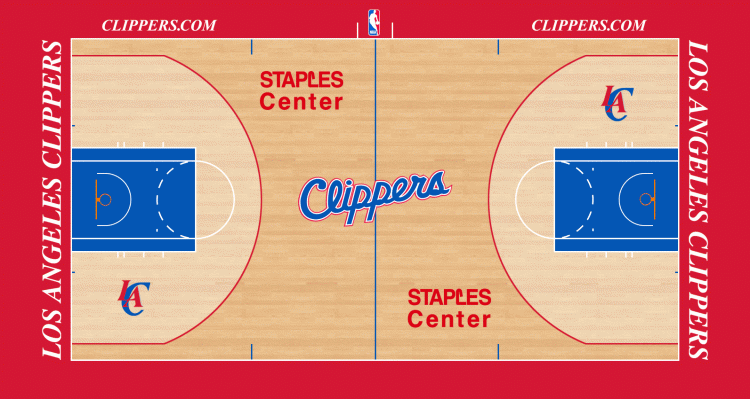 CLIPPERS.COM
CLIPPERS.COM
NBA
LOS ANGELES CLIPPERS
STAPLES
Center
LAC
Clippers
LAC
STAPLES
Center
LOS ANGELES CLIPPERS